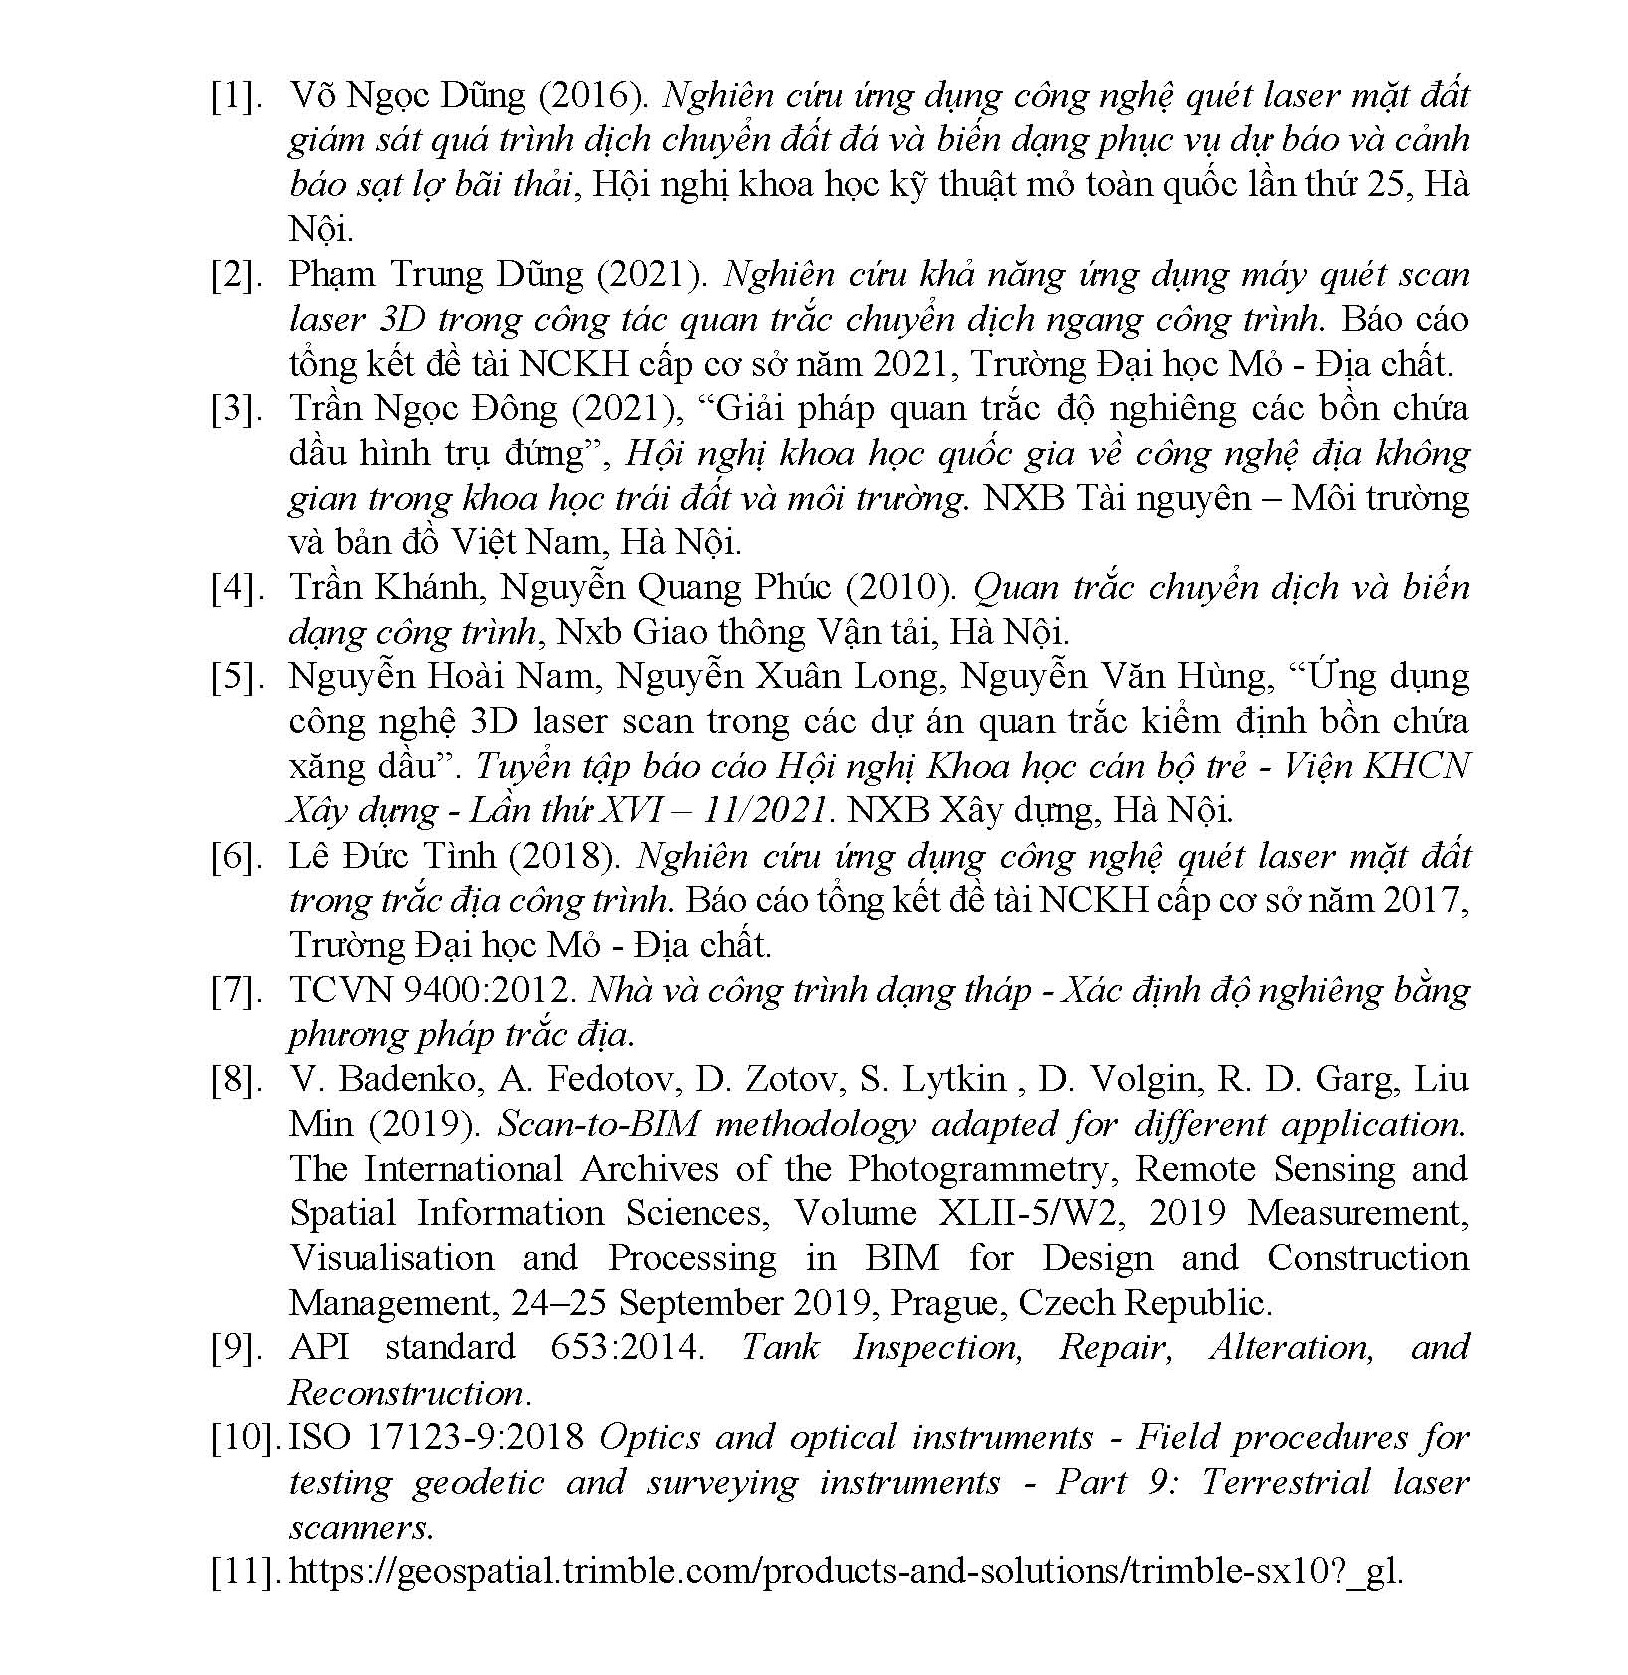 [1]. Võ Ngọc Dũng (2016). Nghiên cứu ứng dụng công nghệ quét laser mặt đất
giám sát quá trình dịch chuyển đất đá và biến dạng phục vụ dự báo và cảnh
báo sạt lợ bãi thải, Hội nghị khoa học kỹ thuật mỏ toàn quốc lần thứ 25, Hà
Nội.
[2]. Phạm Trung Dũng (2021). Nghiên cứu khả năng ứng dụng máy quét scan
laser 3D trong công tác quan trắc chuyển dịch ngang công trình. Báo cáo
tổng kết đề tài NCKH cấp cơ sở năm 2021, Trường Đại học Mỏ - Địa chất.
[3]. Trần Ngọc Đông (2021), “Giải pháp quan trắc độ nghiêng các bồn chứa
dầu hình trụ đứng”, Hội nghị khoa học quốc gia về công nghệ địa không
gian trong khoa học trái đất và môi trường. NXB Tài nguyên – Môi trường
và bản đồ Việt Nam, Hà Nội.
[4]. Trần Khánh, Nguyễn Quang Phúc (2010). Quan trắc chuyển dịch và biến
dạng công trình, Nxb Giao thông Vận tải, Hà Nội.
[5]. Nguyễn Hoài Nam, Nguyễn Xuân Long, Nguyễn Văn Hùng, “Ứng dụng
công nghệ 3D laser scan trong các dự án quan trắc kiểm định bồn chứa
xăng dầu”. Tuyển tập báo cáo Hội nghị Khoa học cán bộ trẻ - Viện KHCN
Xây dựng - Lần thứ XVI – 11/2021. NXB Xây dựng, Hà Nội.
[6]. Lê Đức Tình (2018). Nghiên cứu ứng dụng công nghệ quét laser mặt đất
trong trắc địa công trình. Báo cáo tổng kết đề tài NCKH cấp cơ sở năm 2017,
Trường Đại học Mỏ - Địa chất.
[7]. TCVN 9400:2012. Nhà và công trình dạng tháp - Xác định độ nghiêng bằng
phương pháp trắc địa.
[8]. V. Badenko, A. Fedotov, D. Zotov, S. Lytkin , D. Volgin, R. D. Garg, Liu
Min (2019). Scan-to-BIM methodology adapted for different application.
The International Archives of the Photogrammetry, Remote Sensing and
Spatial Information Sciences, Volume XLII-5/W2, 2019 Measurement,
Visualisation and Processing in BIM for Design and Construction
Management, 24–25 September 2019, Prague, Czech Republic.
[9]. API standard 653:2014. Tank Inspection, Repair, Alteration, and
Reconstruction.
[10]. ISO 17123-9:2018 Optics and optical instruments - Field procedures for
testing geodetic and surveying instruments - Part 9: Terrestrial laser
scanners.
[11]. https://geospatial.trimble.com/products-and-solutions/trimble-sx10?_gl.